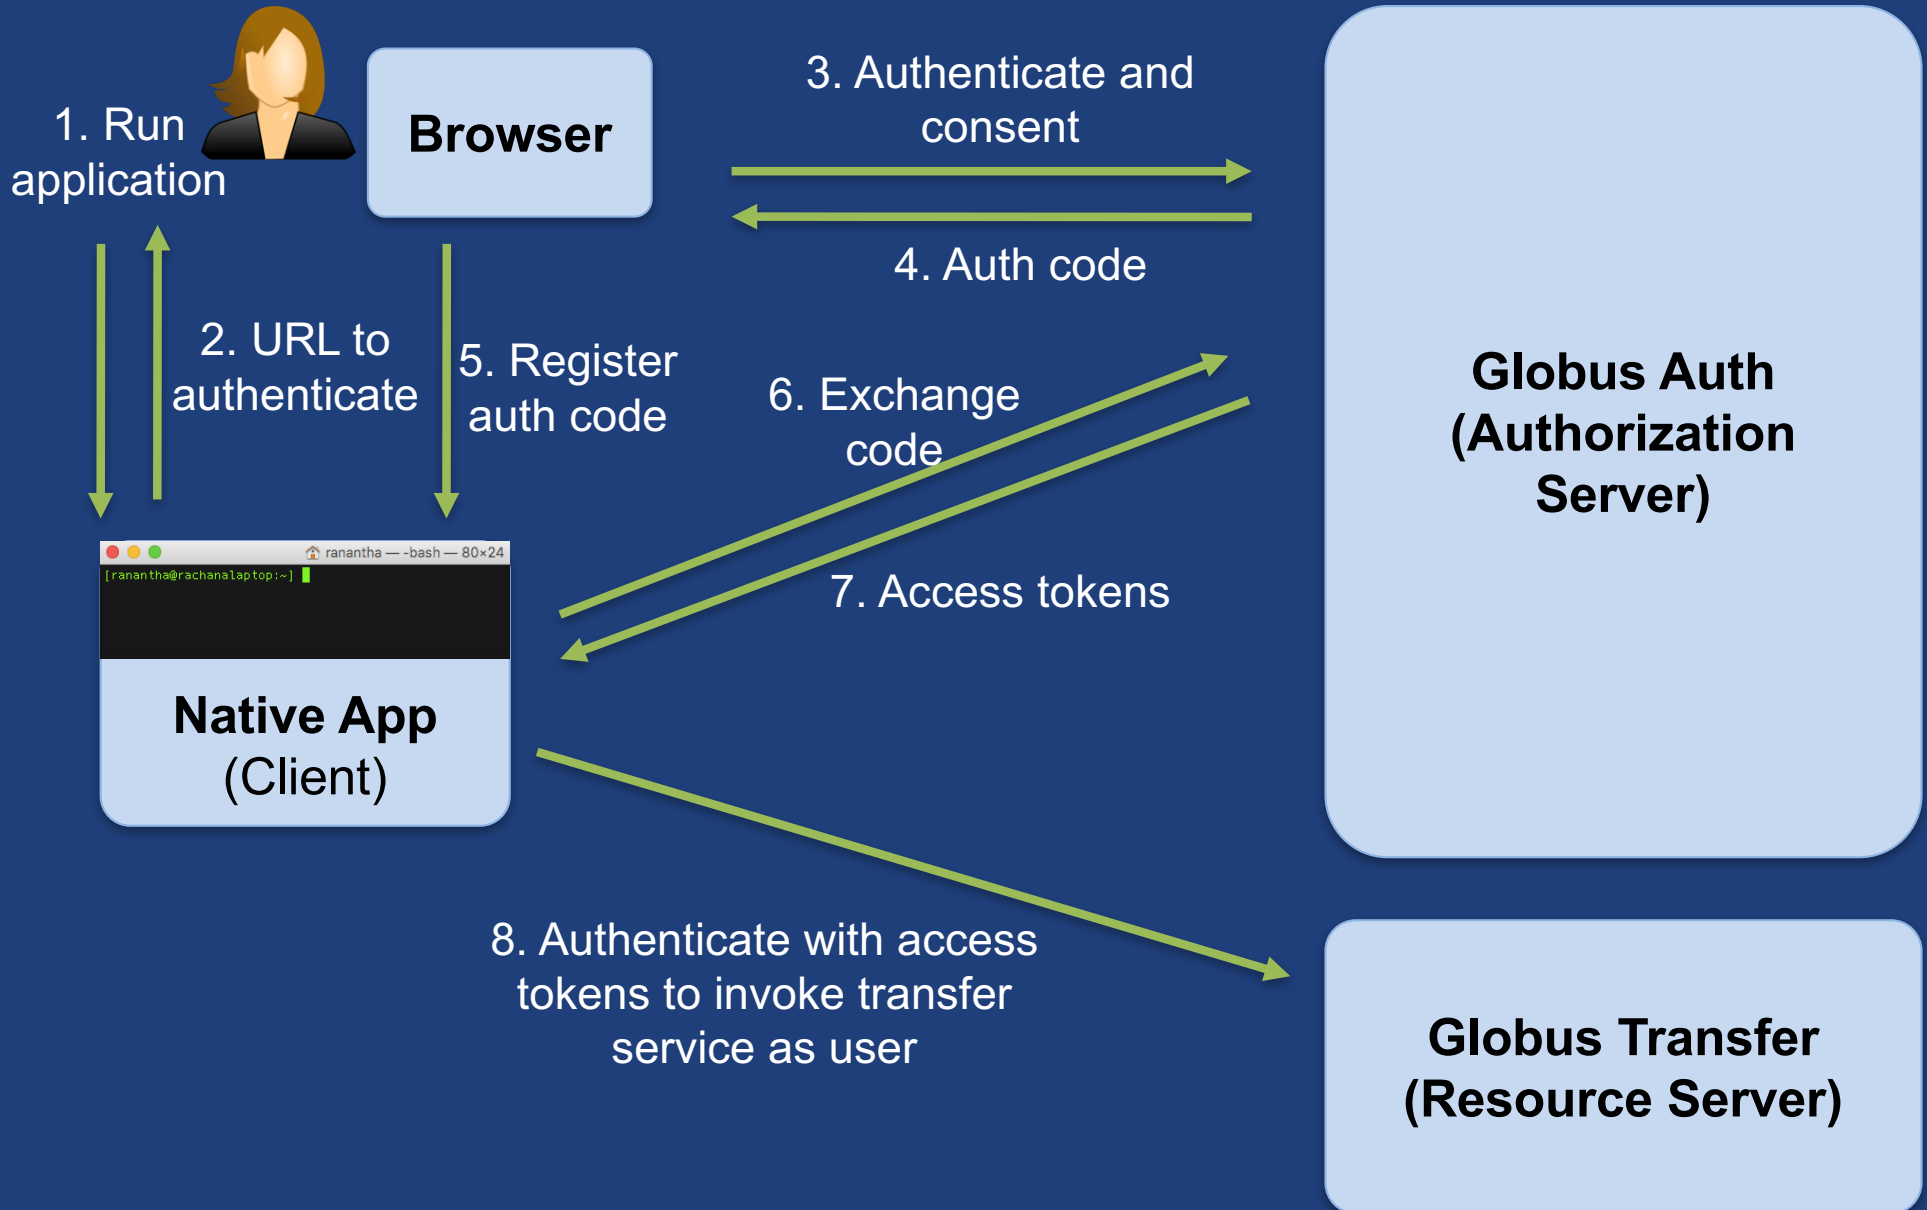 1. Run
application
Browser
3. Authenticate and
consent
4. Auth code
2. URL to
authenticate
5. Register
auth code
6. Exchange
code
7. Access tokens
Globus Auth
(Authorization
Server)
ranantha — -bash — 80×24
[ranantha@rachanalaptop:~]
Native App
(Client)
8. Authenticate with access
tokens to invoke transfer
service as user
Globus Transfer
(Resource Server)